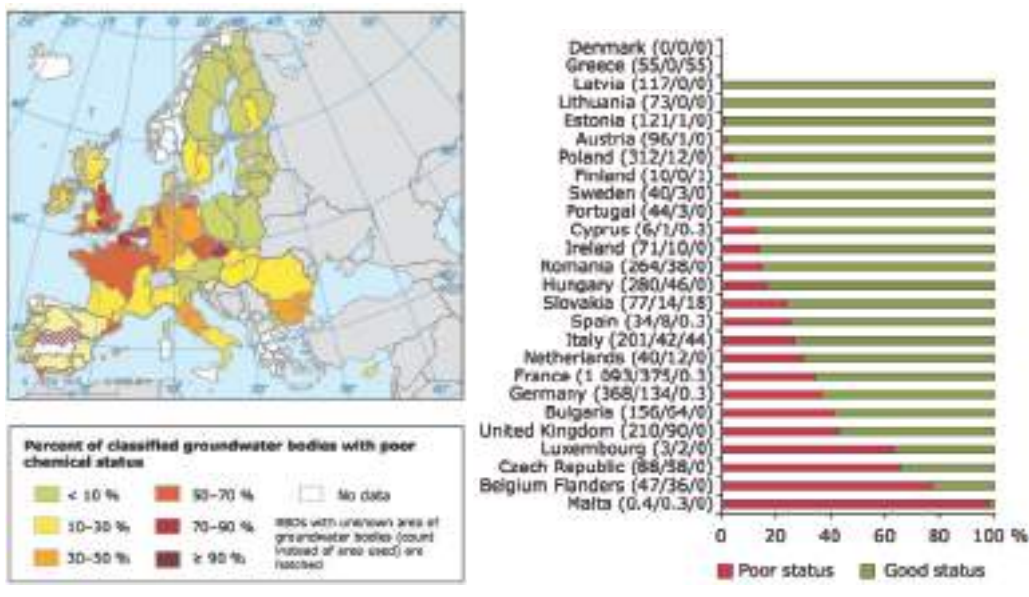 Percent of classified groundwater bodies with poor
chemical status
< 10 %
50–70 %
No data
10–30 %
70–90 %
30–50 %
≥ 90 %
RBDs with unknown area of
groundwater bodies (count
instead of area used) are
hatched
Denmark (0/0/0)
Greece (55/0/55)
Latvia (117/0/0)
Lithuania (73/0/0)
Estonia (121/1/0)
Austria (96/1/0)
Poland (312/12/0)
Finland (10/0/1)
Sweden (40/3/0)
Portugal (44/3/0)
Cyprus (6/1/0.3)
Ireland (71/10/0)
Romania (264/38/0)
Hungary (280/46/0)
Slovakia (77/14/18)
Spain (34/8/0.3)
Italy (201/42/44)
Netherlands (40/12/0)
France (1 093/375/0.3)
Germany (368/134/0.3)
Bulgaria (156/64/0)
United Kingdom (210/90/0)
Luxembourg (3/2/0)
Czech Republic (88/58/0)
Belgium Flanders (47/36/0)
Malta (0.4/0.3/0)
0 20 40 60 80 100 %
Poor status
Good status